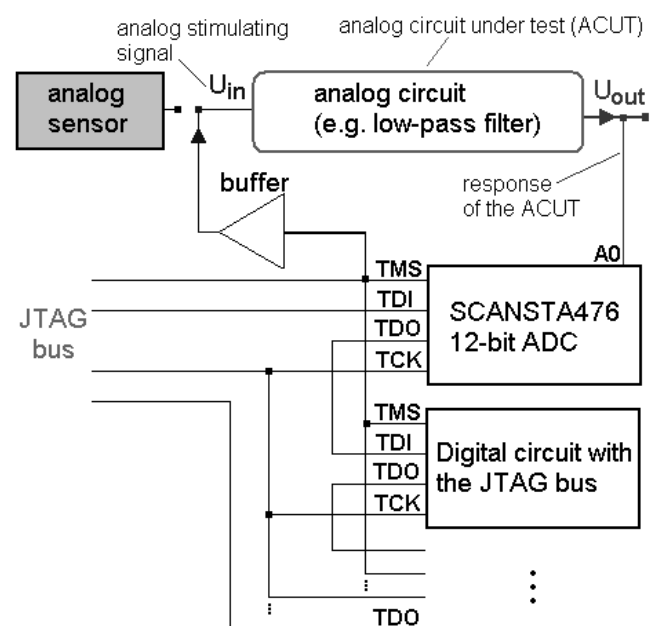 analog stimulating
signal
analog circuit under test (ACUT)
analog
sensor
Uin
analog circuit
(e.g. low-pass filter)
Uout
buffer
response
of the ACUT
A0
JTAG
bus
TMS
TDI
TDO
TCK
SCANSTA476
12-bit ADC
TMS
TDI
TDO
TCK
Digital circuit with
the JTAG bus
TDO